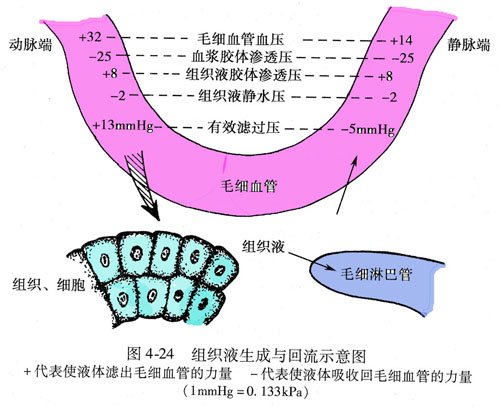 动脉端 +32 毛细血管血压 +14 静脉端
-25 血浆胶体渗透压 -25
+8 组织液胶体渗透压 +8
-2 组织液静水压 -2
+13mmHg 有效滤过压 -5mmHg
毛细血管
组织液
毛细淋巴管
组织、细胞
图 4-24 组织液生成与回流示意图
+代表使液体滤出毛细血管的力量 -代表使液体吸收回毛细血管的力量
(1mmHg=0.133kPa)